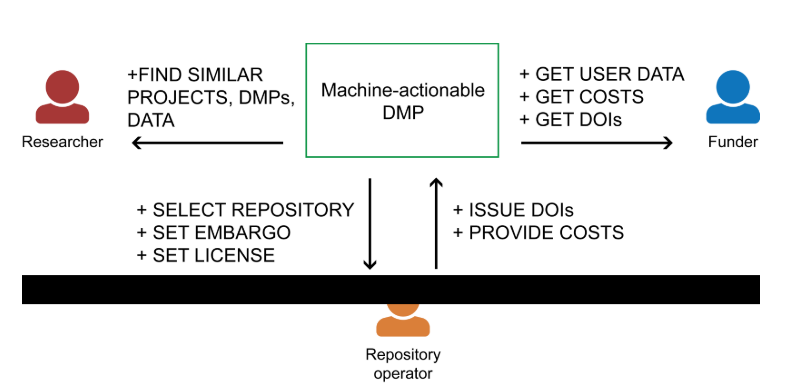 +FIND SIMILAR
PROJECTS, DMPs,
DATA
Researcher
Machine-actionable
DMP
+ GET USER DATA
+ GET COSTS
+ GET DOIs
Funder
+ SELECT REPOSITORY
+ SET EMBARGO
+ SET LICENSE
+ ISSUE DOIs
+ PROVIDE COSTS
Repository
operator